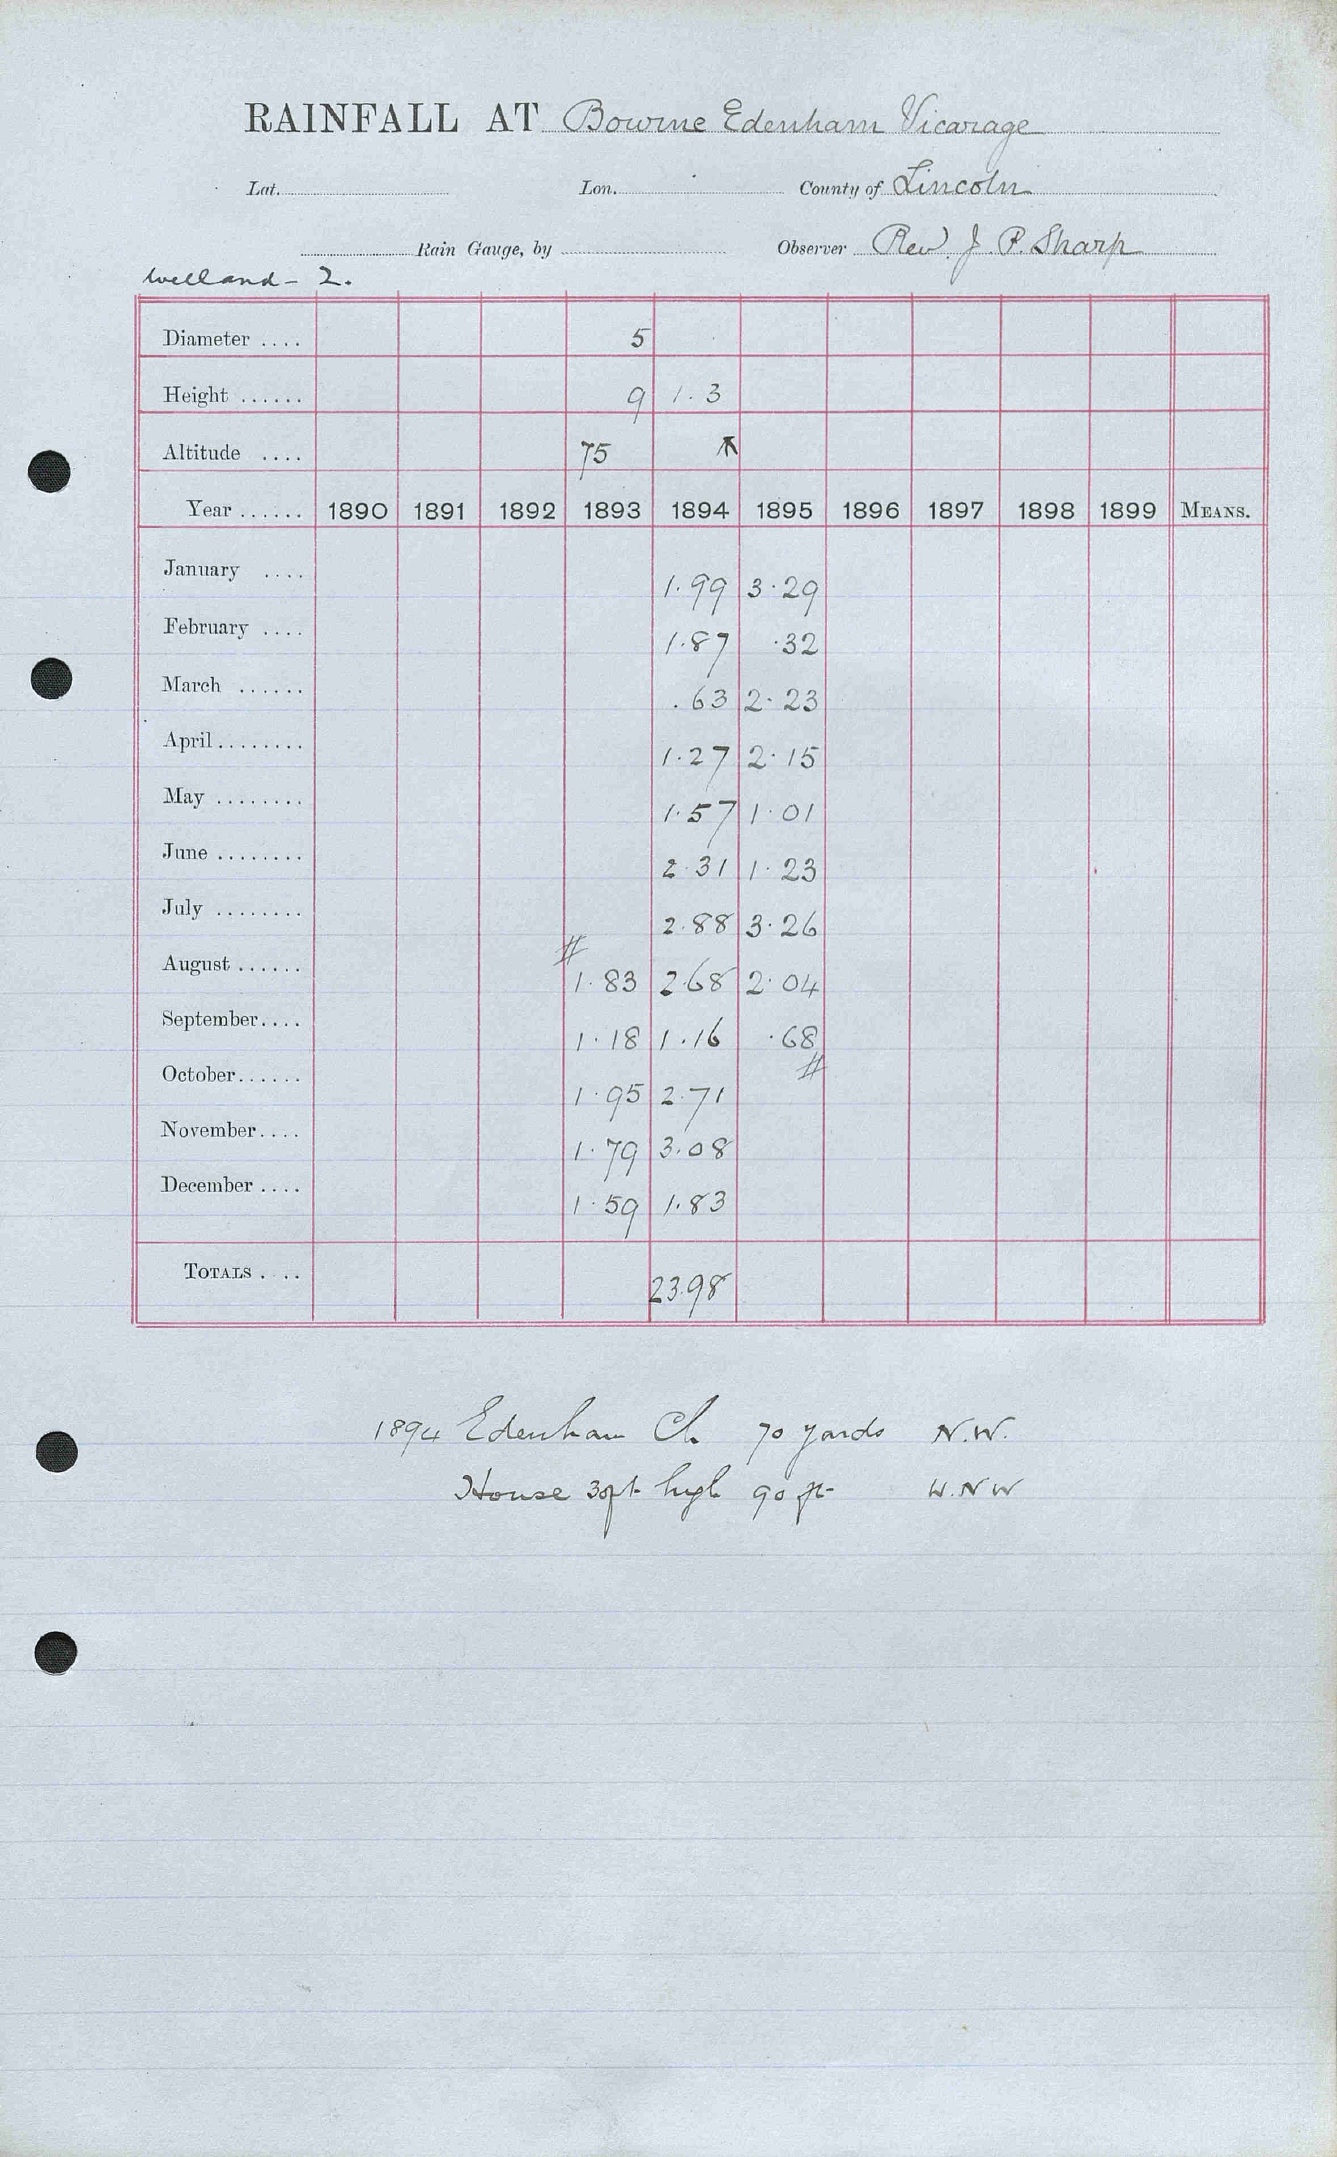 RAINFALL AT Bourne Edenham Vicarage
Lat. Lon. County of Lincoln
Rain Gauge, by Observer Rev. J. P. Sharp
Welland - 2.
Diameter .... 5
Height ...... 9 1.3
Altitude .... 75
Year ...... 1890 1891 1892 1893 1894 1895 1896 1897 1898 1899 MEANS.
January .... 1.99 3.29
February .... 1.87 .32
March ...... .63 2.23
April ........ 1.27 2.15
May ........ 1.57 1.01
June ........ 2.31 1.23
July ........ 2.88 3.26
August ...... 1.83 2.68 2.04
September.... 1.18 1.16 .68
October...... 1.95 2.71
November.... 1.79 3.08
December .... 1.59 1.83
TOTALS .... 23.98
1894 Edenham Ch. 70 yards N.W.
House 30ft high 90 ft W.NW